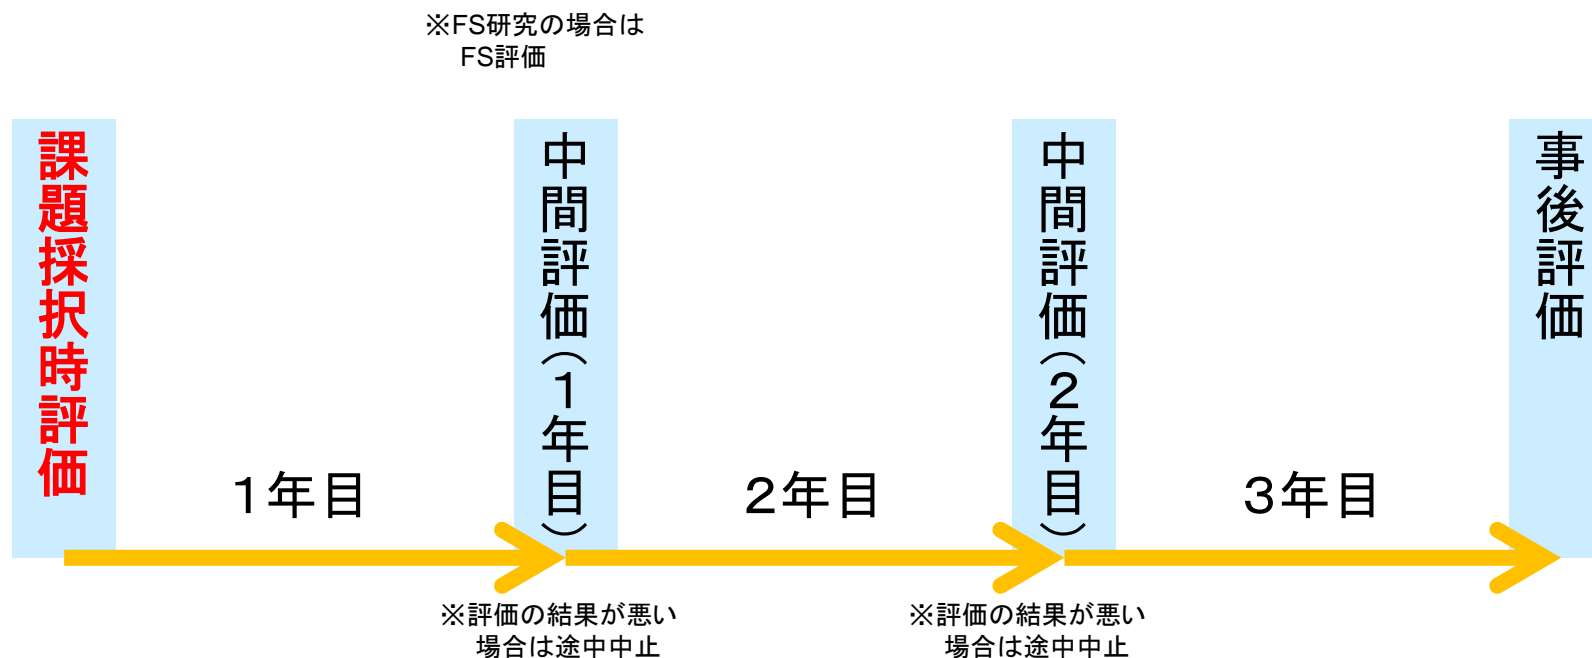 ※FS研究の場合は
FS評価
課題採択時評価
中間評価(1年目)
中間評価(2年目)
事後評価
1年目
2年目
3年目
※評価の結果が悪い
場合は途中中止
※評価の結果が悪い
場合は途中中止